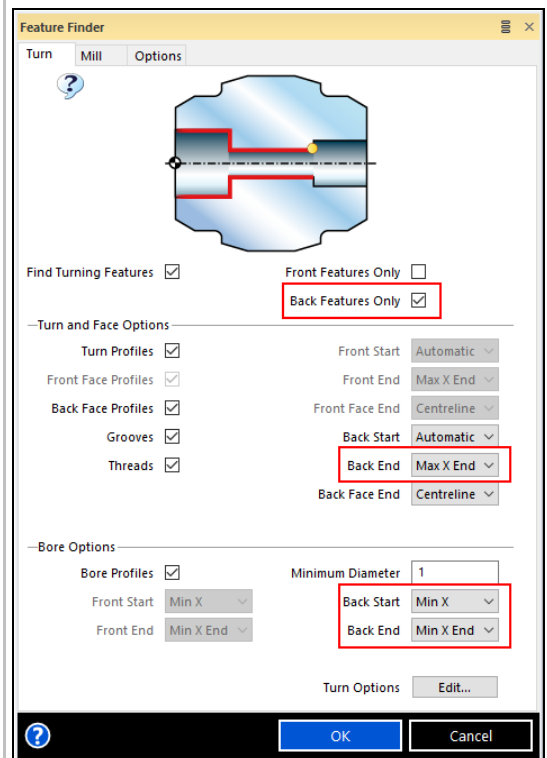 Feature Finder
Turn Mill Options
Find Turning Features Front Features Only
Back Features Only
Turn and Face Options
Turn Profiles Front Start Automatic
Front Face Profiles Front End Max X End
Back Face Profiles Front Face End Centreline
Grooves Back Start Automatic
Threads Back End Max X End
Back Face End Centreline
Bore Options
Bore Profiles Minimum Diameter 1
Front Start Min X Back Start Min X
Front End Min X End Back End Min X End
Turn Options Edit...
OK Cancel